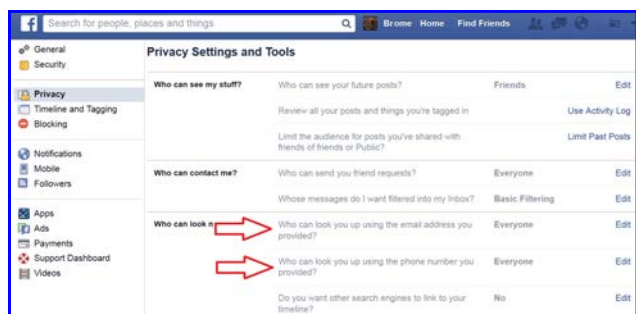 f Search for people, places and things Brome Home Find Friends
General
Security
Privacy
Timeline and Tagging
Blocking
Notifications
Mobile
Followers
Apps
Ads
Payments
Support Dashboard
Videos
Privacy Settings and Tools
Who can see my stuff? Who can see your future posts? Friends Edit
Review all your posts and things you're tagged in Use Activity Log
Limit the audience for posts you've shared with Limit Past Posts
friends of friends or Public?
Who can contact me? Who can send you friend requests? Everyone Edit
Whose messages do I want filtered into my Inbox? Basic Filtering Edit
Who can look Who can look you up using the email address you Everyone Edit
provided?
Who can look you up using the phone number you Everyone Edit
provided?
Do you want other search engines to link to your No Edit
timeline?